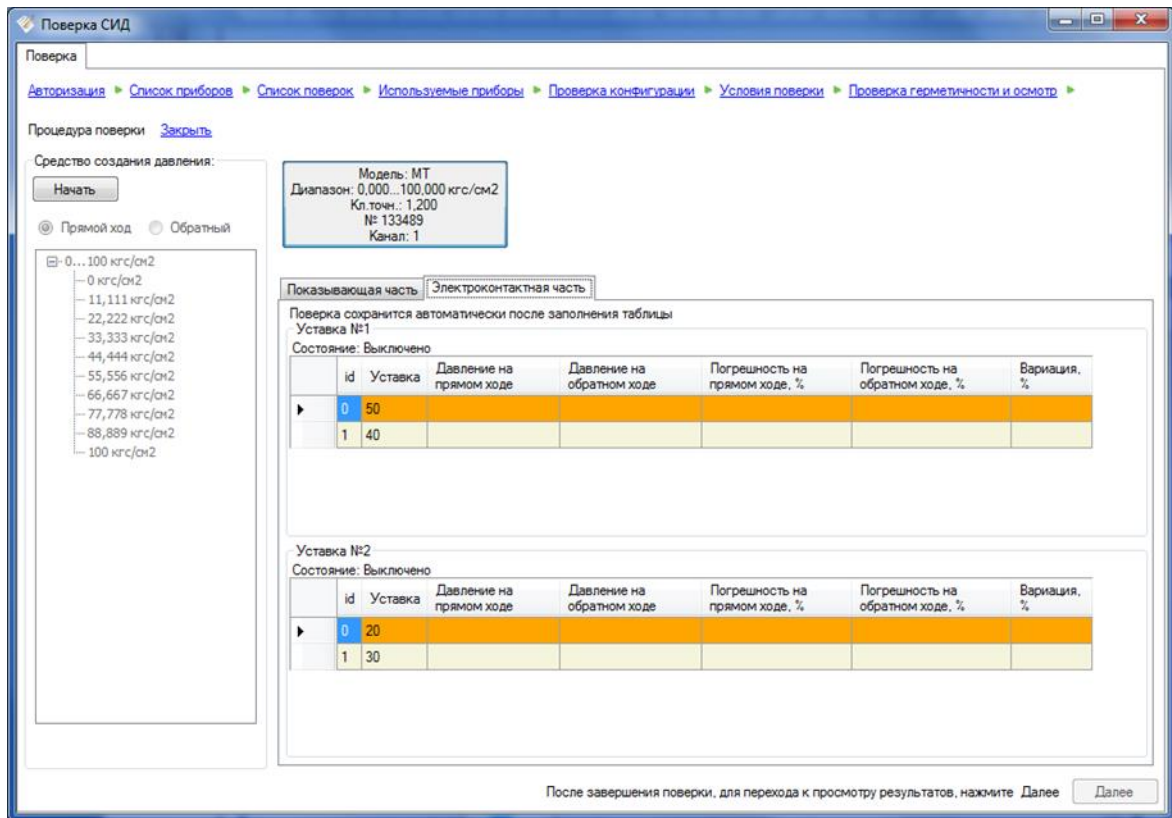 Поверка СИД
Поверка
Авторизация Список приборов Список поверок Используемые приборы Проверка конфигурации Условия поверки Проверка герметичности и осмотр
Процедура поверки Закрыть
Средство создания давления:
Начать
Прямой ход Обратный
0...100 кгс/см2
0 кгс/см2
11,111 кгс/см2
22,222 кгс/см2
33,333 кгс/см2
44,444 кгс/см2
55,556 кгс/см2
66,667 кгс/см2
77,778 кгс/см2
88,889 кгс/см2
100 кгс/см2
Модель: МТ
Диапазон: 0,000...100,000 кгс/см2
Кл.точн.: 1,200
№ 133489
Канал: 1
Показывающая часть Электроконтактная часть
Поверка сохранится автоматически после заполнения таблицы
Уставка №1
Состояние: Выключено
id Уставка Давление на прямом ходе Давление на обратном ходе Погрешность на прямом ходе, % Погрешность на обратном ходе, % Вариация, %
0 50
1 40
Уставка №2
Состояние: Выключено
id Уставка Давление на прямом ходе Давление на обратном ходе Погрешность на прямом ходе, % Погрешность на обратном ходе, % Вариация, %
0 20
1 30
После завершения поверки, для перехода к просмотру результатов, нажмите Далее Далее